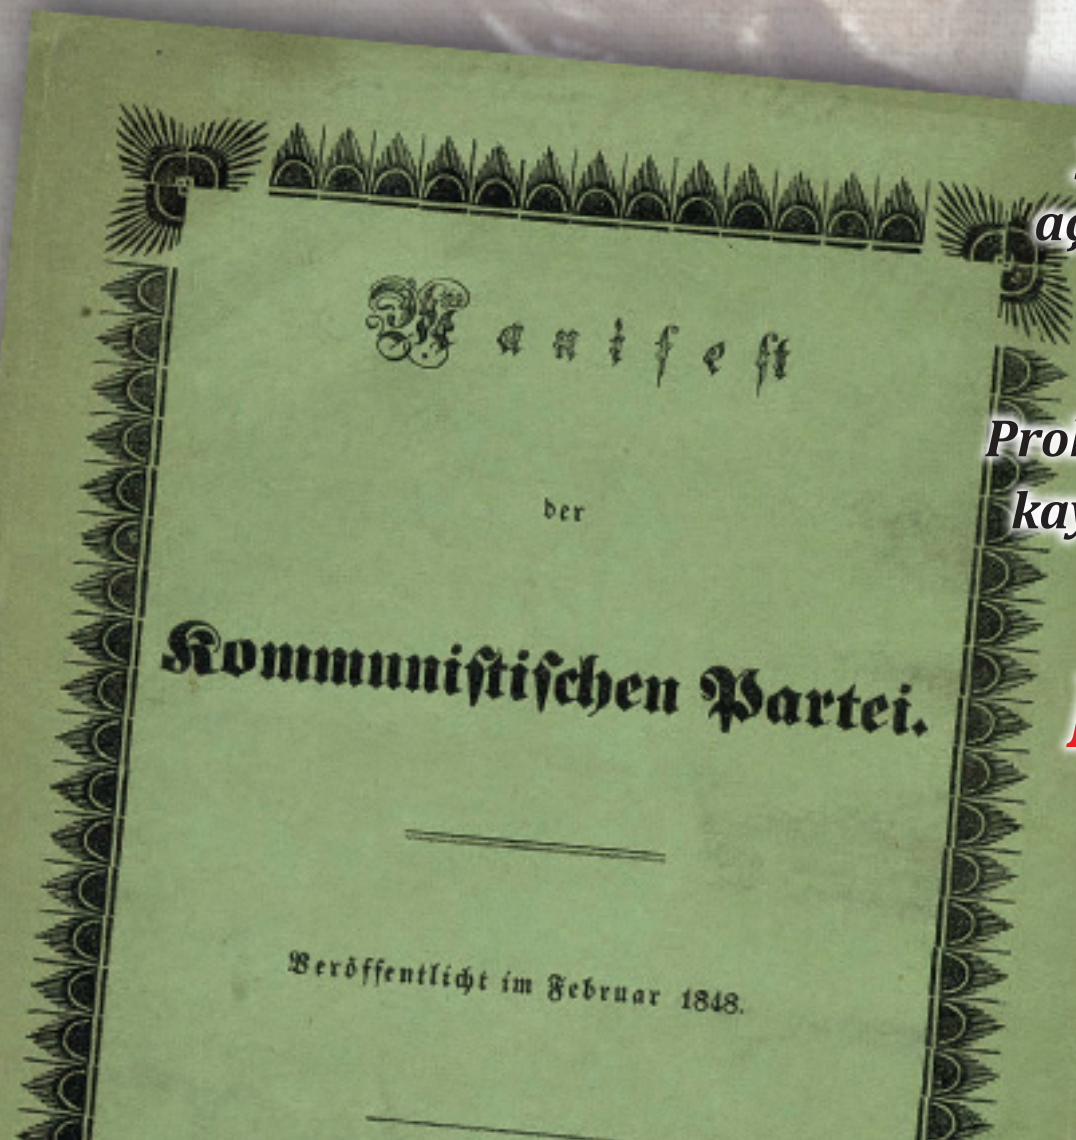 Manifest
der
Kommunistischen Partei.
Veröffentlicht im Februar 1848.